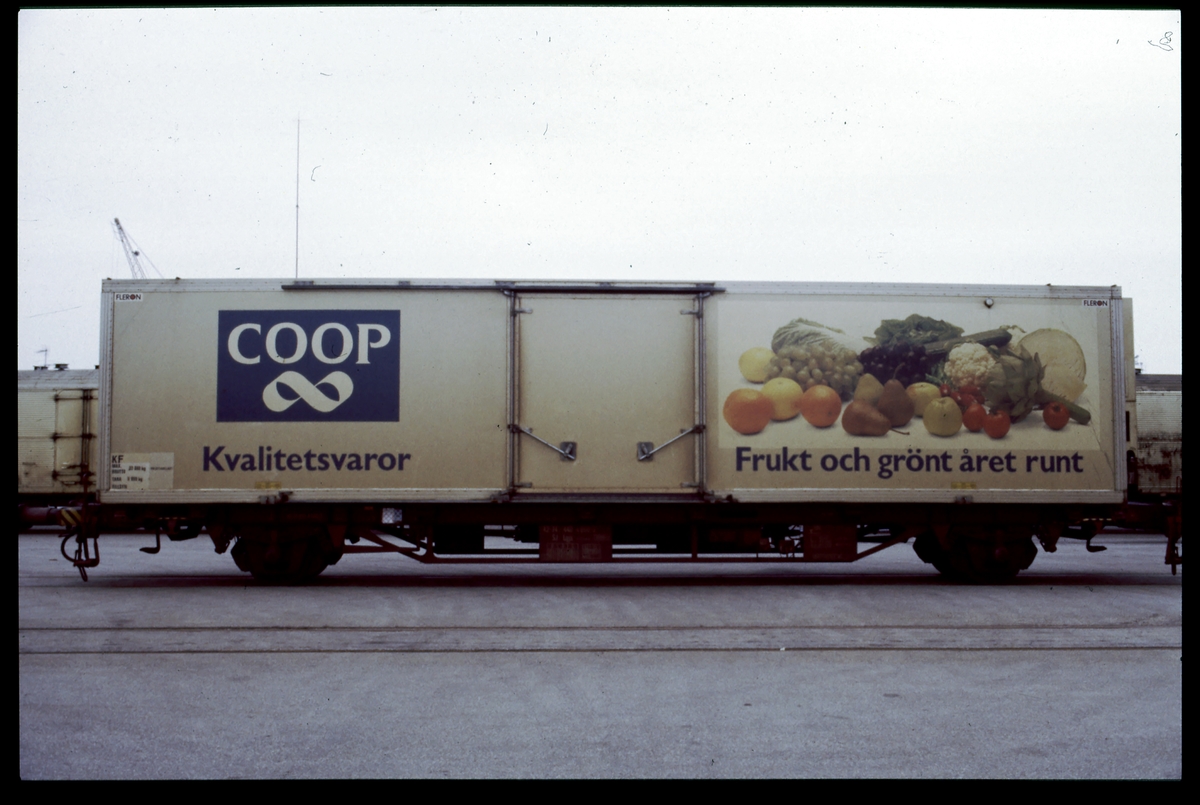 FLERON
FLERON
COOP
Kvalitetsvaror
Frukt och grönt året runt
KF